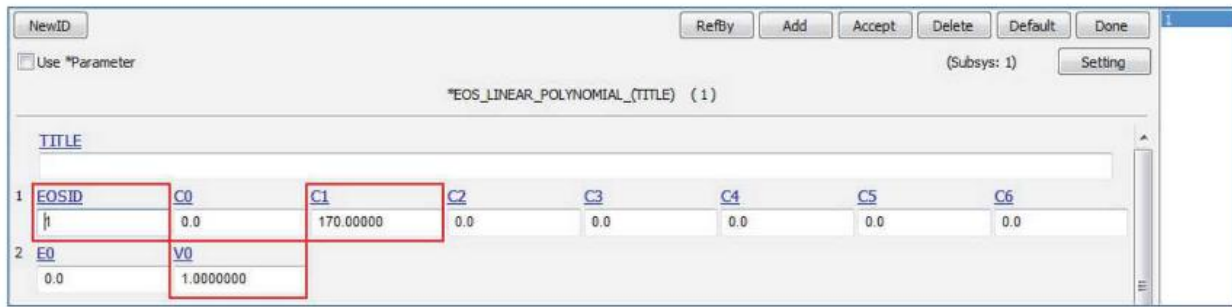 NewID RefBy Add Accept Delete Default Done 1
Use *Parameter (Subsys: 1) Setting
*EOS_LINEAR_POLYNOMIAL_(TITLE) (1)
TITLE
1 EOSID C0 C1 C2 C3 C4 C5 C6
1 0.0 170.00000 0.0 0.0 0.0 0.0 0.0
2 E0 V0
0.0 1.0000000